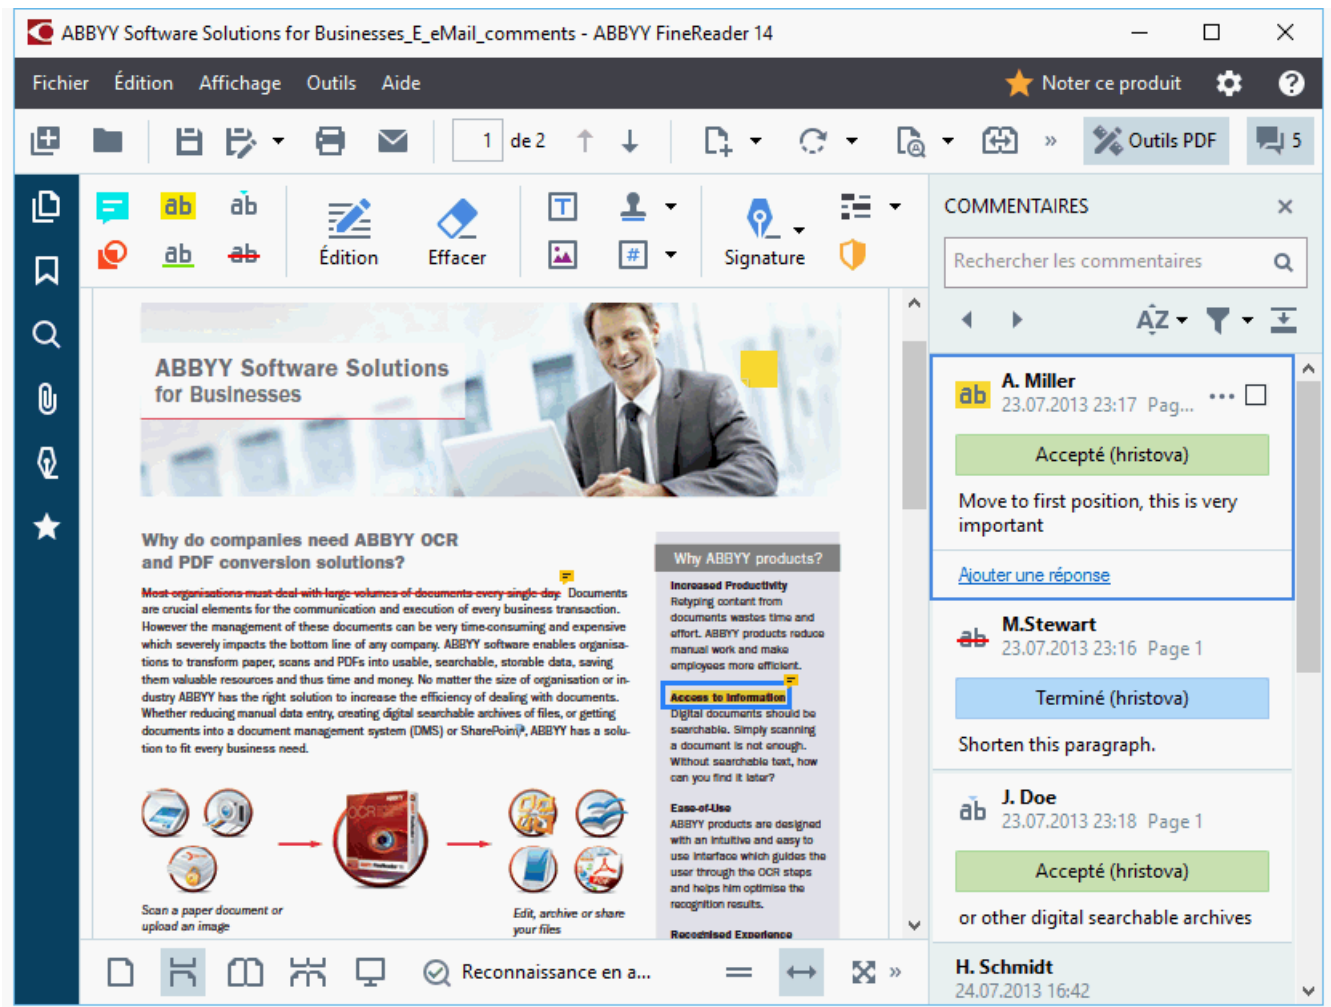 ABBYY Software Solutions for Businesses_E_eMail_comments - ABBYY FineReader 14
Fichier Édition Affichage Outils Aide Noter ce produit
1 de 2 » Outils PDF 5
ab ab
ab ab
Édition Effacer T # Signature
COMMENTAIRES
Rechercher les commentaires
AZ
ABBYY Software Solutions
for Businesses
Why do companies need ABBYY OCR
and PDF conversion solutions?
Most organisations must deal with large volumes of documents every single day. Documents
are crucial elements for the communication and execution of every business transaction.
However the management of these documents can be very time-consuming and expensive
which severely impacts the bottom line of any company. ABBYY software enables organisa-
tions to transform paper, scans and PDFs into usable, searchable, storable data, saving
them valuable resources and thus time and money. No matter the size of organisation or in-
dustry ABBYY has the right solution to increase the efficiency of dealing with documents.
Whether reducing manual data entry, creating digital searchable archives of files, or getting
documents into a document management system (DMS) or SharePoint, ABBYY has a solu-
tion to fit every business need.
Scan a paper document or
upload an image
Edit, archive or share
your files
Why ABBYY products?
Increased Productivity
Retyping content from
documents wastes time and
effort. ABBYY products reduce
manual work and make
employees more efficient.
Access to Information
Digital documents should be
searchable. Simply scanning
a document is not enough.
Without searchable text, how
can you find it later?
Ease-of-Use
ABBYY products are designed
with an intuitive and easy to
use interface which guides the
user through the OCR steps
and helps him optimise the
recognition results.
Recognised Experience
ab A. Miller
23.07.2013 23:17 Pag...
Accepté (hristova)
Move to first position, this is very
important
Ajouter une réponse
ab M.Stewart
23.07.2013 23:16 Page 1
Terminé (hristova)
Shorten this paragraph.
ab J. Doe
23.07.2013 23:18 Page 1
Accepté (hristova)
or other digital searchable archives
H. Schmidt
24.07.2013 16:42
Reconnaissance en a... »